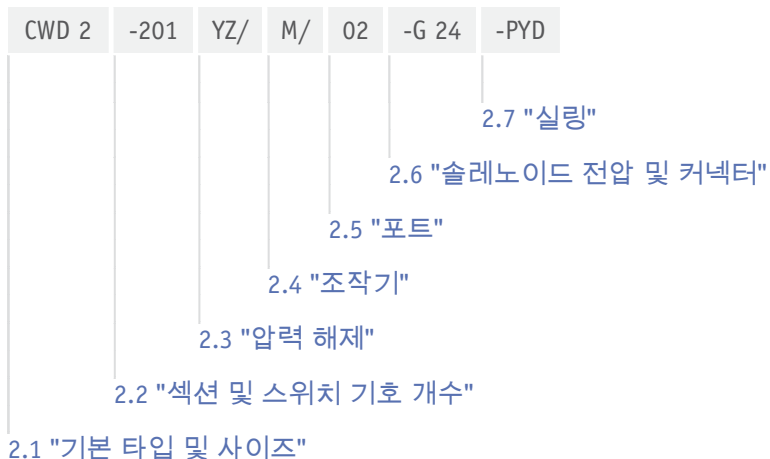 CWD 2 -201 YZ/ M/ 02 -G 24 -PYD
2.7 "실링"
2.6 "솔레노이드 전압 및 커넥터"
2.5 "포트"
2.4 "조작기"
2.3 "압력 해제"
2.2 "섹션 및 스위치 기호 개수"
2.1 "기본 타입 및 사이즈"